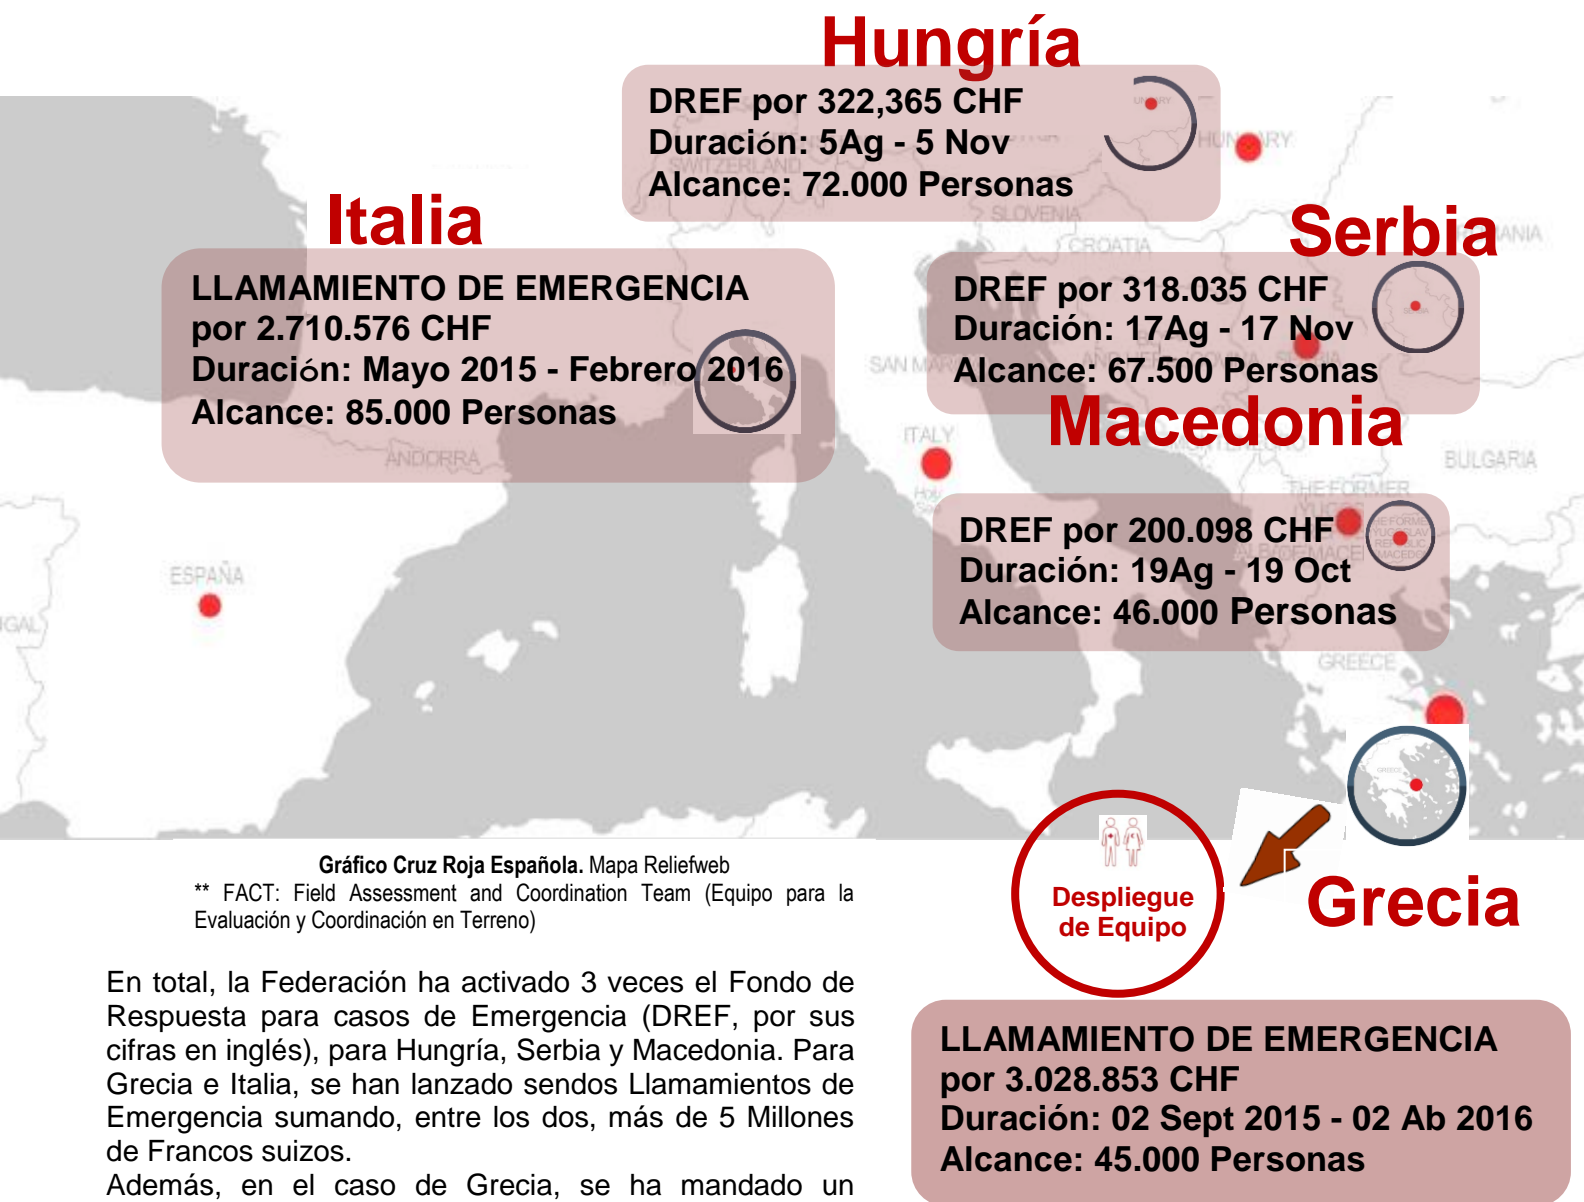 Hungría
DREF por 322,365 CHF
Duración: 5Ag - 5 Nov
Alcance: 72.000 Personas
HUNGARY
SWITZERLAND
SLOVENIA
CROATIA
Italia
LLAMAMIENTO DE EMERGENCIA
por 2.710.576 CHF
Duración: Mayo 2015 - Febrero 2016
Alcance: 85.000 Personas
ANDORRA
Serbia
DREF por 318.035 CHF
Duración: 17Ag - 17 Nov
Alcance: 67.500 Personas
SAN MAR
ITALY
Holy
See
Macedonia
BULGARIA
THE FORMER
DREF por 200.098 CHF
Duración: 19Ag - 19 Oct
Alcance: 46.000 Personas
ESPAÑA
GREECE
Despliegue
de Equipo
Grecia
LLAMAMIENTO DE EMERGENCIA
por 3.028.853 CHF
Duración: 02 Sept 2015 - 02 Ab 2016
Alcance: 45.000 Personas
Gráfico Cruz Roja Española. Mapa Reliefweb
** FACT: Field Assessment and Coordination Team (Equipo para la
Evaluación y Coordinación en Terreno)
En total, la Federación ha activado 3 veces el Fondo de
Respuesta para casos de Emergencia (DREF, por sus
cifras en inglés), para Hungría, Serbia y Macedonia. Para
Grecia e Italia, se han lanzado sendos Llamamientos de
Emergencia sumando, entre los dos, más de 5 Millones
de Francos suizos.
Además, en el caso de Grecia, se ha mandado un